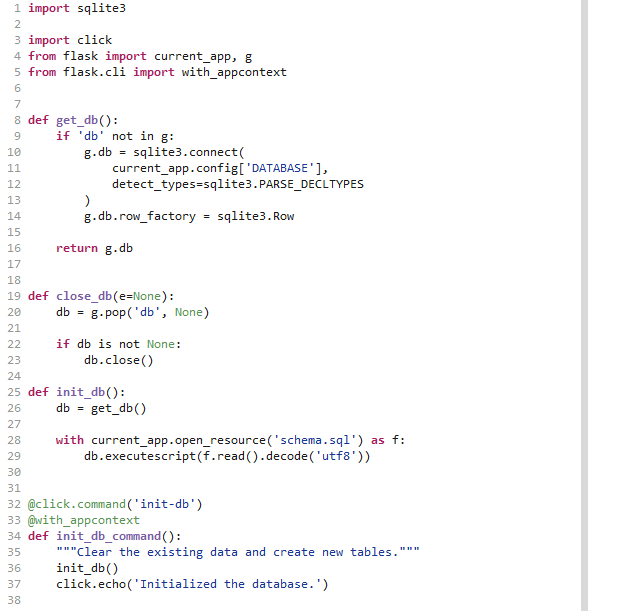 1 import sqlite3
2
3 import click
4 from flask import current_app, g
5 from flask.cli import with_appcontext
6
7
8 def get_db():
9     if 'db' not in g:
10         g.db = sqlite3.connect(
11             current_app.config['DATABASE'],
12             detect_types=sqlite3.PARSE_DECLTYPES
13         )
14         g.db.row_factory = sqlite3.Row
15
16     return g.db
17
18
19 def close_db(e=None):
20     db = g.pop('db', None)
21
22     if db is not None:
23         db.close()
24
25 def init_db():
26     db = get_db()
27
28     with current_app.open_resource('schema.sql') as f:
29         db.executescript(f.read().decode('utf8'))
30
31
32 @click.command('init-db')
33 @with_appcontext
34 def init_db_command():
35     """Clear the existing data and create new tables."""
36     init_db()
37     click.echo('Initialized the database.')
38